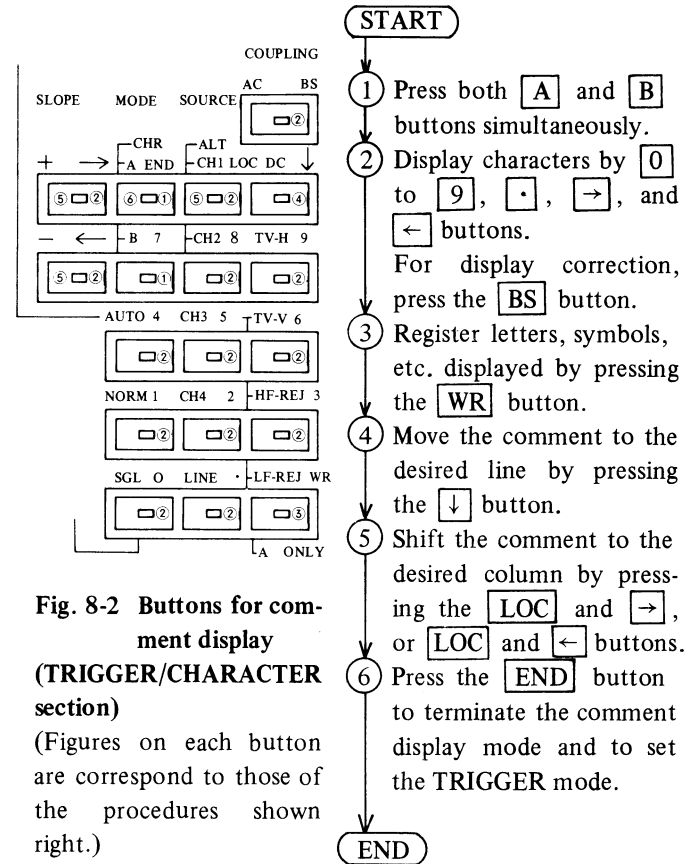 COUPLING
AC BS
SLOPE MODE SOURCE
②
CHR ALT
+ → A END CH1 LOC DC ↓
⑤ ② ⑥ ① ⑤ ② ④
− ← B 7 CH2 8 TV-H 9
⑤ ② ① ② ②
AUTO 4 CH3 5 TV-V 6
② ② ②
NORM 1 CH4 2 HF-REJ 3
② ② ②
SGL O LINE · LF-REJ WR
② ② ③
A ONLY
Fig. 8-2 Buttons for com-
ment display
(TRIGGER/CHARACTER
section)
(Figures on each button
are correspond to those of
the procedures shown
right.)
START
① Press both A and B
buttons simultaneously.
② Display characters by 0
to 9, ·, →, and
← buttons.
For display correction,
press the BS button.
③ Register letters, symbols,
etc. displayed by pressing
the WR button.
④ Move the comment to the
desired line by pressing
the ↓ button.
⑤ Shift the comment to the
desired column by press-
ing the LOC and →,
or LOC and ← buttons.
⑥ Press the END button
to terminate the comment
display mode and to set
the TRIGGER mode.
END